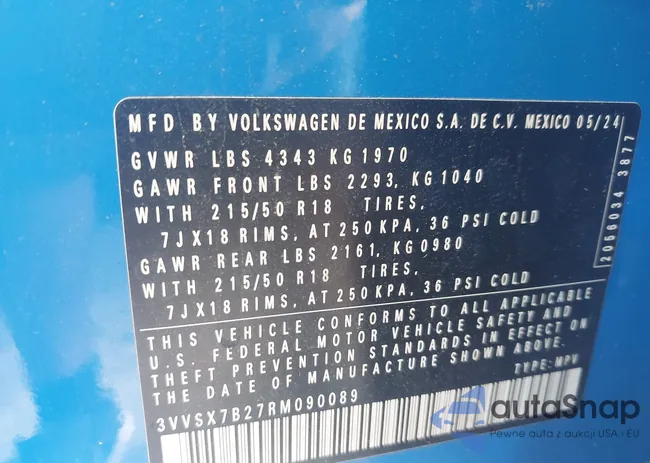 MFD BY VOLKSWAGEN DE MEXICO S.A. DE C.V. MEXICO 05/24
GVWR LBS 4343 KG 1970
GAWR FRONT LBS 2293, KG 1040
WITH 215/50 R18 TIRES,
7JX18 RIMS, AT 250 KPA, 36 PSI COLD
GAWR REAR LBS 2161, KG 0980
WITH 215/50 R18 TIRES,
7JX18 RIMS, AT 250 KPA, 36 PSI COLD
THIS VEHICLE CONFORMS TO ALL APPLICABLE
U.S. FEDERAL MOTOR VEHICLE SAFETY AND
THEFT PREVENTION STANDARDS IN EFFECT ON
THE DATE OF MANUFACTURE SHOWN ABOVE.
3VVSX7B27RM090089 TYPE: MPV
2056034 3877
autoSnap
Pewne auta z aukcji USA i EU